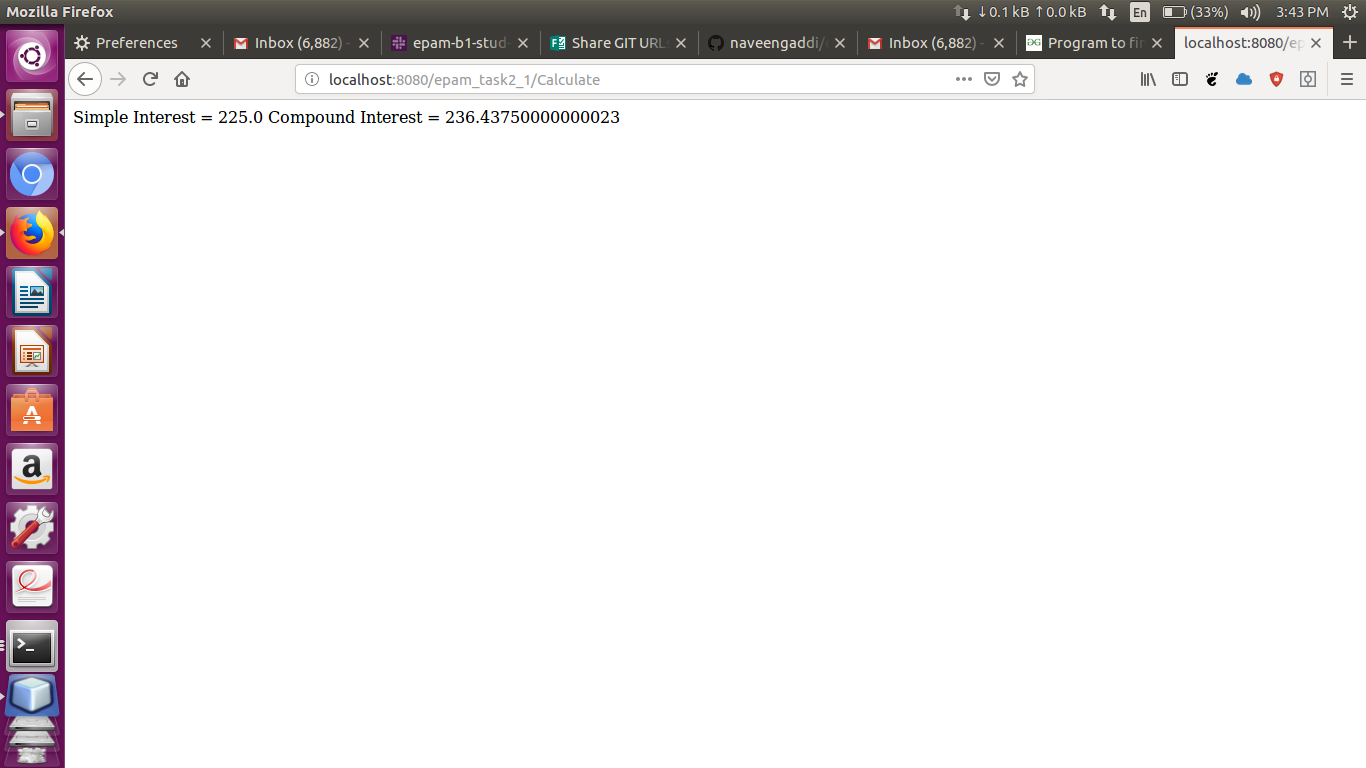 Mozilla Firefox
↓0.1 kB ↑0.0 kB En (33%) 3:43 PM
Preferences Inbox (6,882) - epam-b1-stud Share GIT URL naveengaddi/ Inbox (6,882) - Program to fin localhost:8080/ep
localhost:8080/epam_task2_1/Calculate
Simple Interest = 225.0 Compound Interest = 236.43750000000023